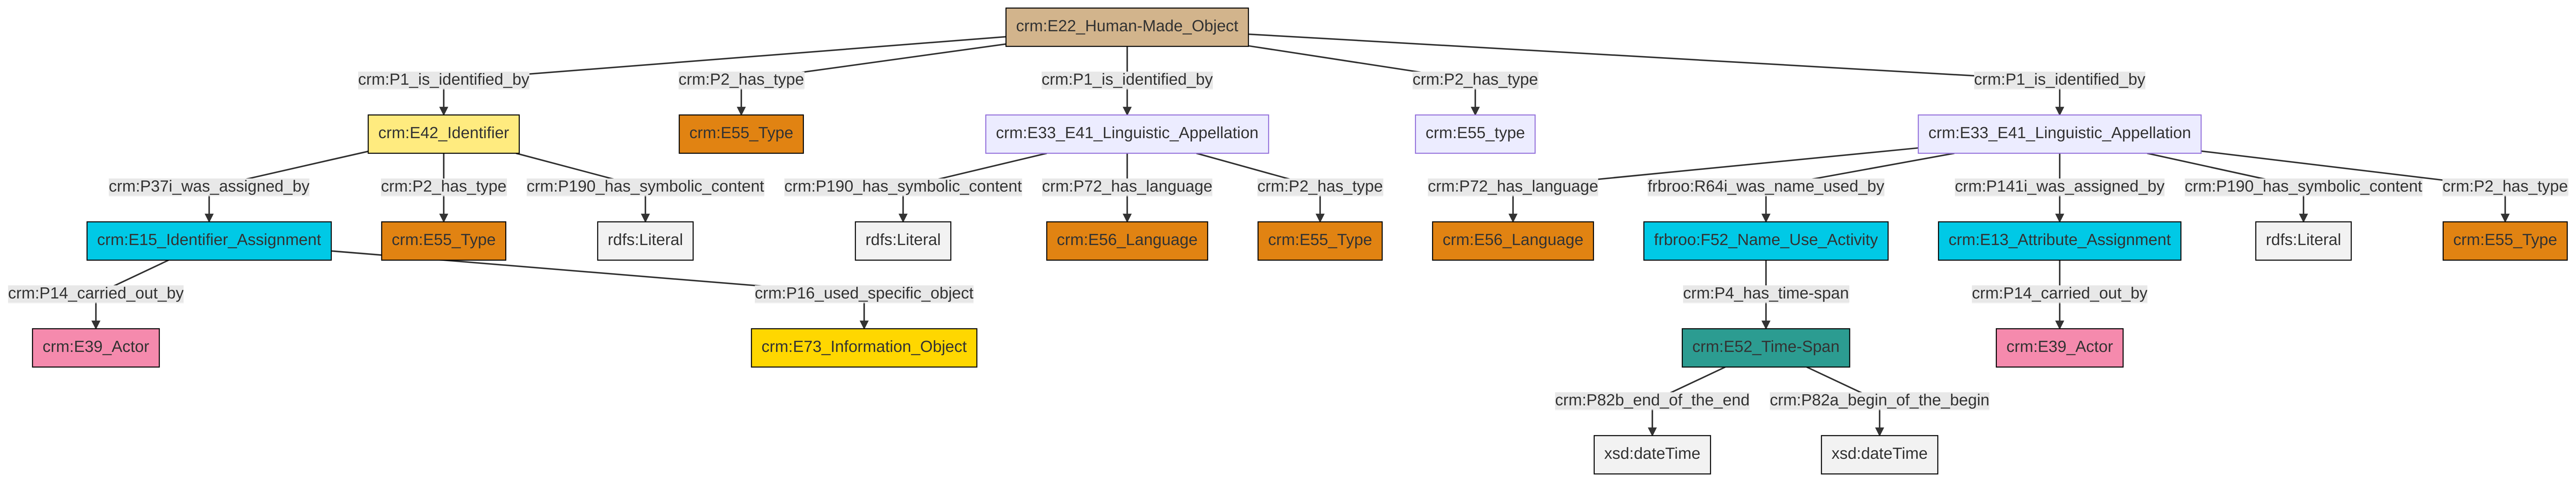 crm:E22_Human-Made_Object
crm:P1_is_identified_by
crm:P2_has_type
crm:P1_is_identified_by
crm:P2_has_type
crm:P1_is_identified_by
crm:E42_Identifier
crm:E55_Type
crm:E33_E41_Linguistic_Appellation
crm:E55_type
crm:E33_E41_Linguistic_Appellation
crm:P37i_was_assigned_by
crm:P2_has_type
crm:P190_has_symbolic_content
crm:P190_has_symbolic_content
crm:P72_has_language
crm:P2_has_type
crm:P72_has_language
frbroo:R64i_was_name_used_by
crm:P141i_was_assigned_by
crm:P190_has_symbolic_content
crm:P2_has_type
crm:E15_Identifier_Assignment
crm:E55_Type
rdfs:Literal
rdfs:Literal
crm:E56_Language
crm:E55_Type
crm:E56_Language
frbroo:F52_Name_Use_Activity
crm:E13_Attribute_Assignment
rdfs:Literal
crm:E55_Type
crm:P14_carried_out_by
crm:P16_used_specific_object
crm:P4_has_time-span
crm:P14_carried_out_by
crm:E39_Actor
crm:E73_Information_Object
crm:E52_Time-Span
crm:E39_Actor
crm:P82b_end_of_the_end
crm:P82a_begin_of_the_begin
xsd:dateTime
xsd:dateTime